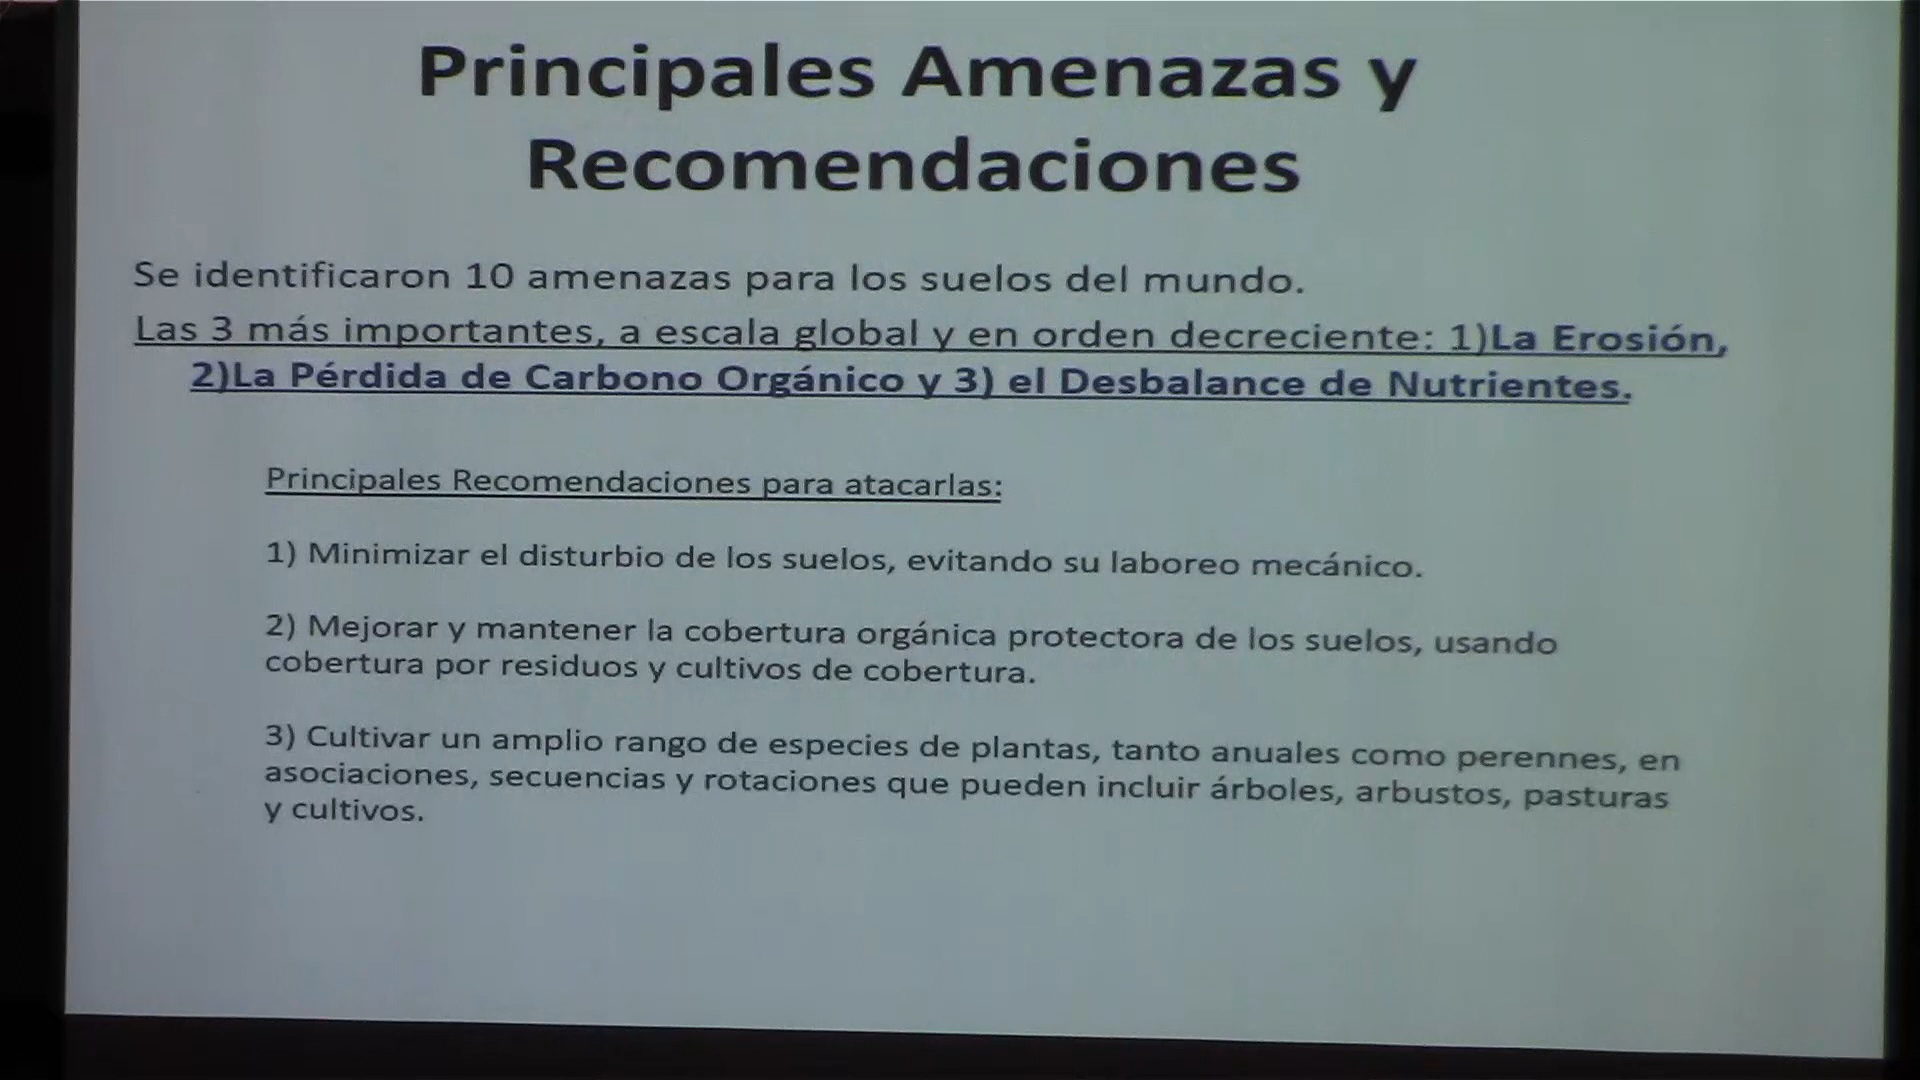 Principales Amenazas y
Recomendaciones
Se identificaron 10 amenazas para los suelos del mundo.
Las 3 más importantes, a escala global y en orden decreciente: 1)La Erosión,
2)La Pérdida de Carbono Orgánico y 3) el Desbalance de Nutrientes.
Principales Recomendaciones para atacarlas:
1) Minimizar el disturbio de los suelos, evitando su laboreo mecánico.
2) Mejorar y mantener la cobertura orgánica protectora de los suelos, usando
cobertura por residuos y cultivos de cobertura.
3) Cultivar un amplio rango de especies de plantas, tanto anuales como perennes, en
asociaciones, secuencias y rotaciones que pueden incluir árboles, arbustos, pasturas
y cultivos.